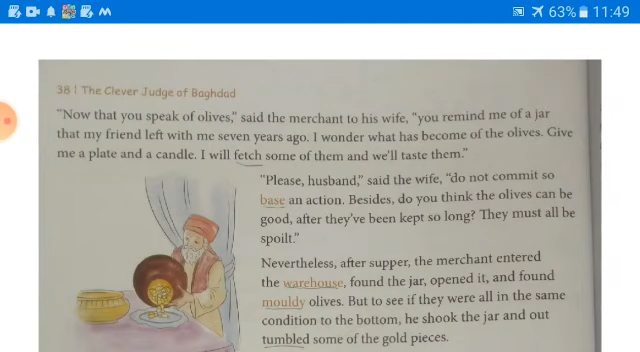 63% 11:49
38 | The Clever Judge of Baghdad
“Now that you speak of olives,” said the merchant to his wife, “you remind me of a jar
that my friend left with me seven years ago. I wonder what has become of the olives. Give
me a plate and a candle. I will fetch some of them and we’ll taste them.”
“Please, husband,” said the wife, “do not commit so
base an action. Besides, do you think the olives can be
good, after they’ve been kept so long? They must all be
spoilt.”
Nevertheless, after supper, the merchant entered
the warehouse, found the jar, opened it, and found
mouldy olives. But to see if they were all in the same
condition to the bottom, he shook the jar and out
tumbled some of the gold pieces.